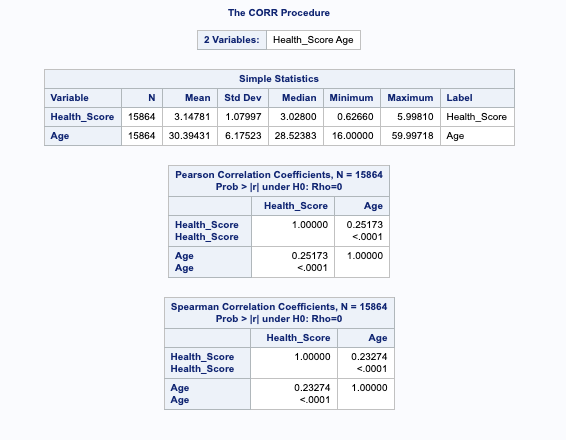 The CORR Procedure
2 Variables: Health_Score Age
Simple Statistics
Variable N Mean Std Dev Median Minimum Maximum Label
Health_Score 15864 3.14781 1.07997 3.02800 0.62660 5.99810 Health_Score
Age 15864 30.39431 6.17523 28.52383 16.00000 59.99718 Age
Pearson Correlation Coefficients, N = 15864
Prob > |r| under H0: Rho=0
Health_Score Age
Health_Score 1.00000 0.25173
Health_Score <.0001
Age 0.25173 1.00000
Age <.0001
Spearman Correlation Coefficients, N = 15864
Prob > |r| under H0: Rho=0
Health_Score Age
Health_Score 1.00000 0.23274
Health_Score <.0001
Age 0.23274 1.00000
Age <.0001